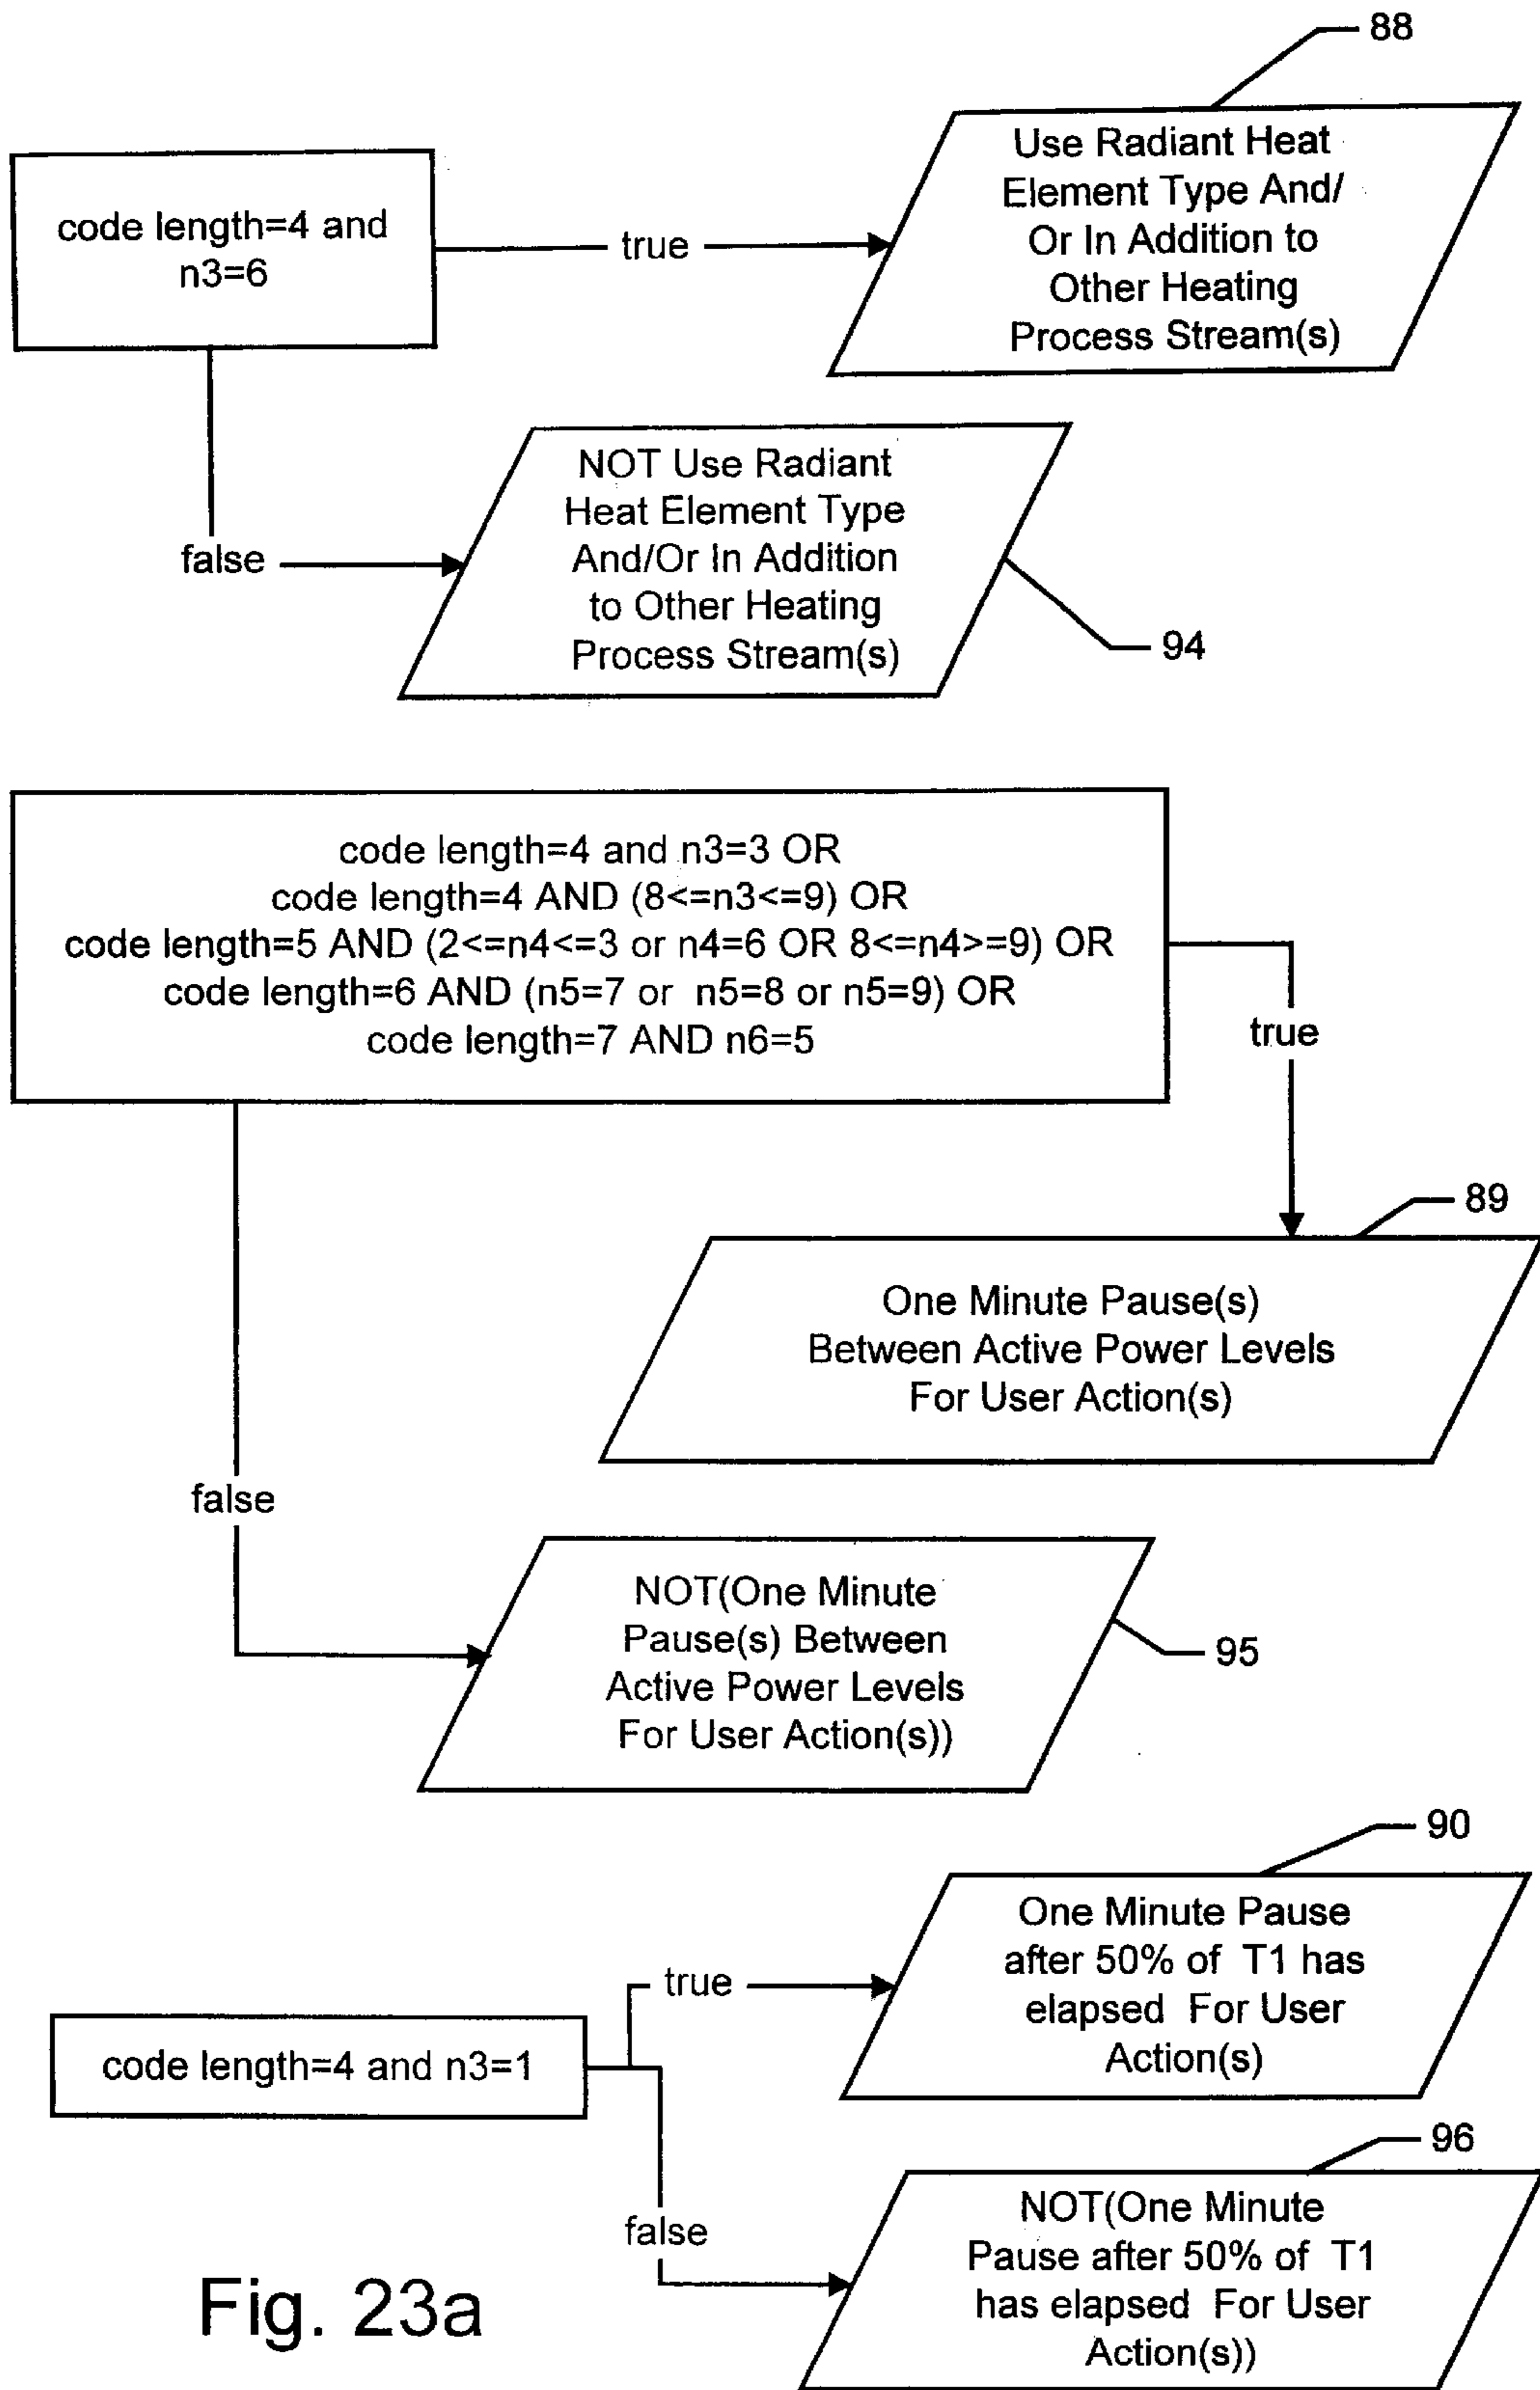 88
Use Radiant Heat
Element Type And/
Or In Addition to
Other Heating
Process Stream(s)
code length=4 and
n3=6
true
NOT Use Radiant
Heat Element Type
And/Or In Addition
to Other Heating
Process Stream(s)
false
94
code length=4 and n3=3 OR
code length=4 AND (8<=n3<=9) OR
code length=5 AND (2<=n4<=3 or n4=6 OR 8<=n4>=9) OR
code length=6 AND (n5=7 or n5=8 or n5=9) OR
code length=7 AND n6=5
true
89
One Minute Pause(s)
Between Active Power Levels
For User Action(s)
false
NOT(One Minute
Pause(s) Between
Active Power Levels
For User Action(s))
95
90
One Minute Pause
after 50% of T1 has
elapsed For User
Action(s)
true
code length=4 and n3=1
96
false
NOT(One Minute
Pause after 50% of T1
has elapsed For User
Action(s))
Fig. 23a